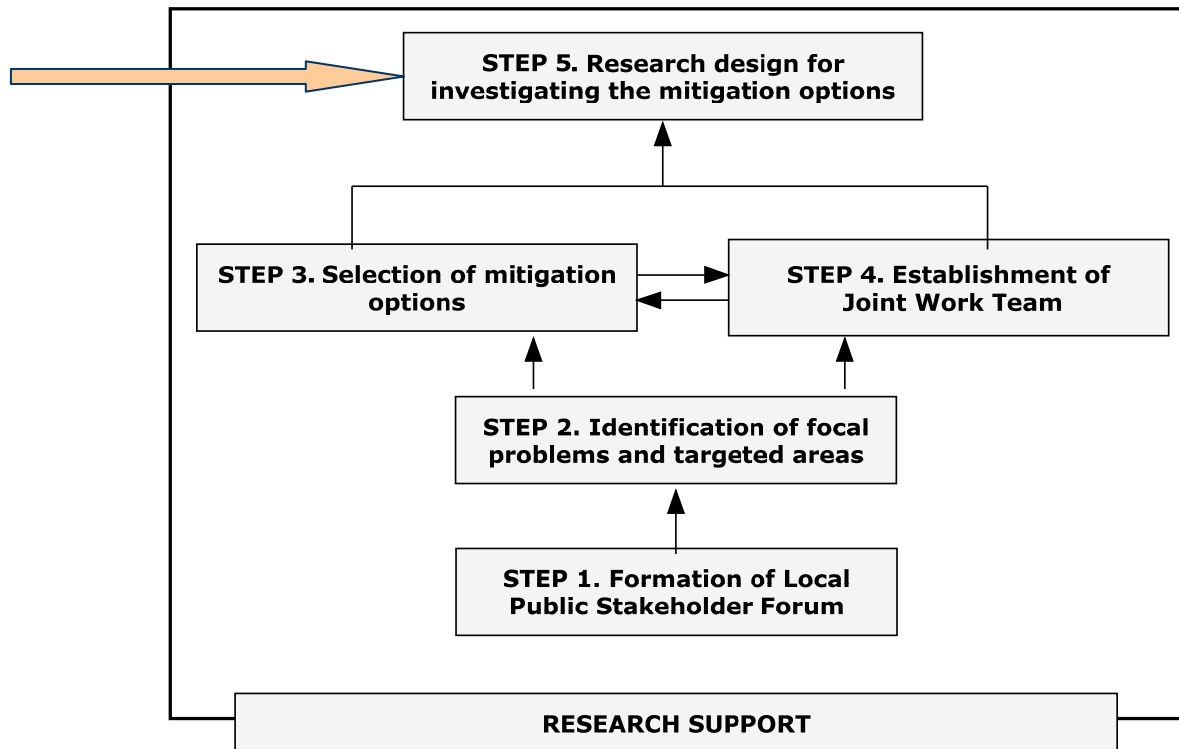 STEP 5. Research design for
investigating the mitigation options
STEP 3. Selection of mitigation
options
STEP 4. Establishment of
Joint Work Team
STEP 2. Identification of focal
problems and targeted areas
STEP 1. Formation of Local
Public Stakeholder Forum
RESEARCH SUPPORT